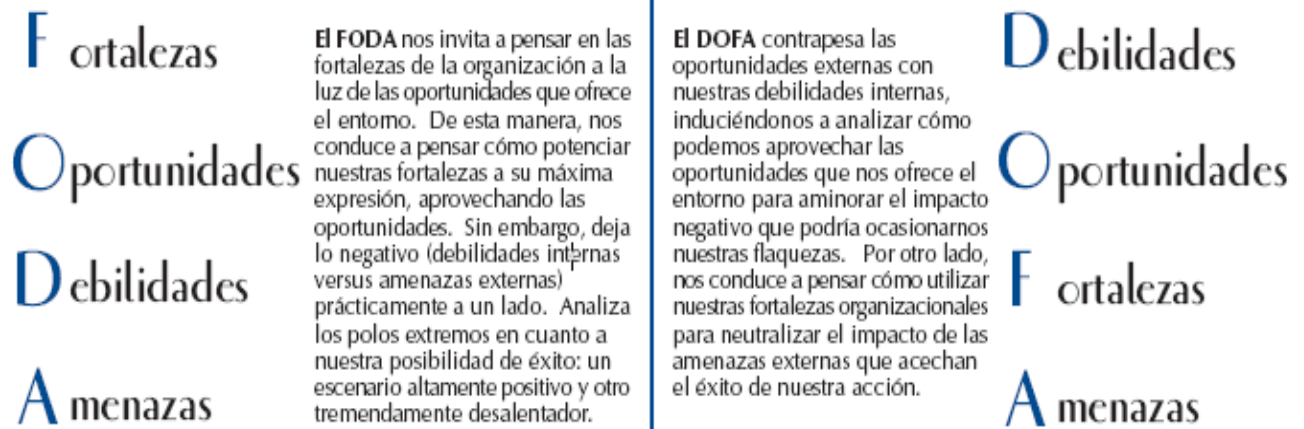 Fortalezas
Oportunidades
Debilidades
Amenazas
El FODA nos invita a pensar en las
fortalezas de la organización a la
luz de las oportunidades que ofrece
el entorno. De esta manera, nos
conduce a pensar cómo potenciar
nuestras fortalezas a su máxima
expresión, aprovechando las
oportunidades. Sin embargo, deja
lo negativo (debilidades internas
versus amenazas externas)
prácticamente a un lado. Analiza
los polos extremos en cuanto a
nuestra posibilidad de éxito: un
escenario altamente positivo y otro
tremendamente desalentador.
El DOFA contrapesa las
oportunidades externas con
nuestras debilidades internas,
induciéndonos a analizar cómo
podemos aprovechar las
oportunidades que nos ofrece el
entorno para aminorar el impacto
negativo que podría ocasionarnos
nuestras flaquezas. Por otro lado,
nos conduce a pensar cómo utilizar
nuestras fortalezas organizacionales
para neutralizar el impacto de las
amenazas externas que acechan
el éxito de nuestra acción.
Debilidades
Oportunidades
Fortalezas
Amenazas